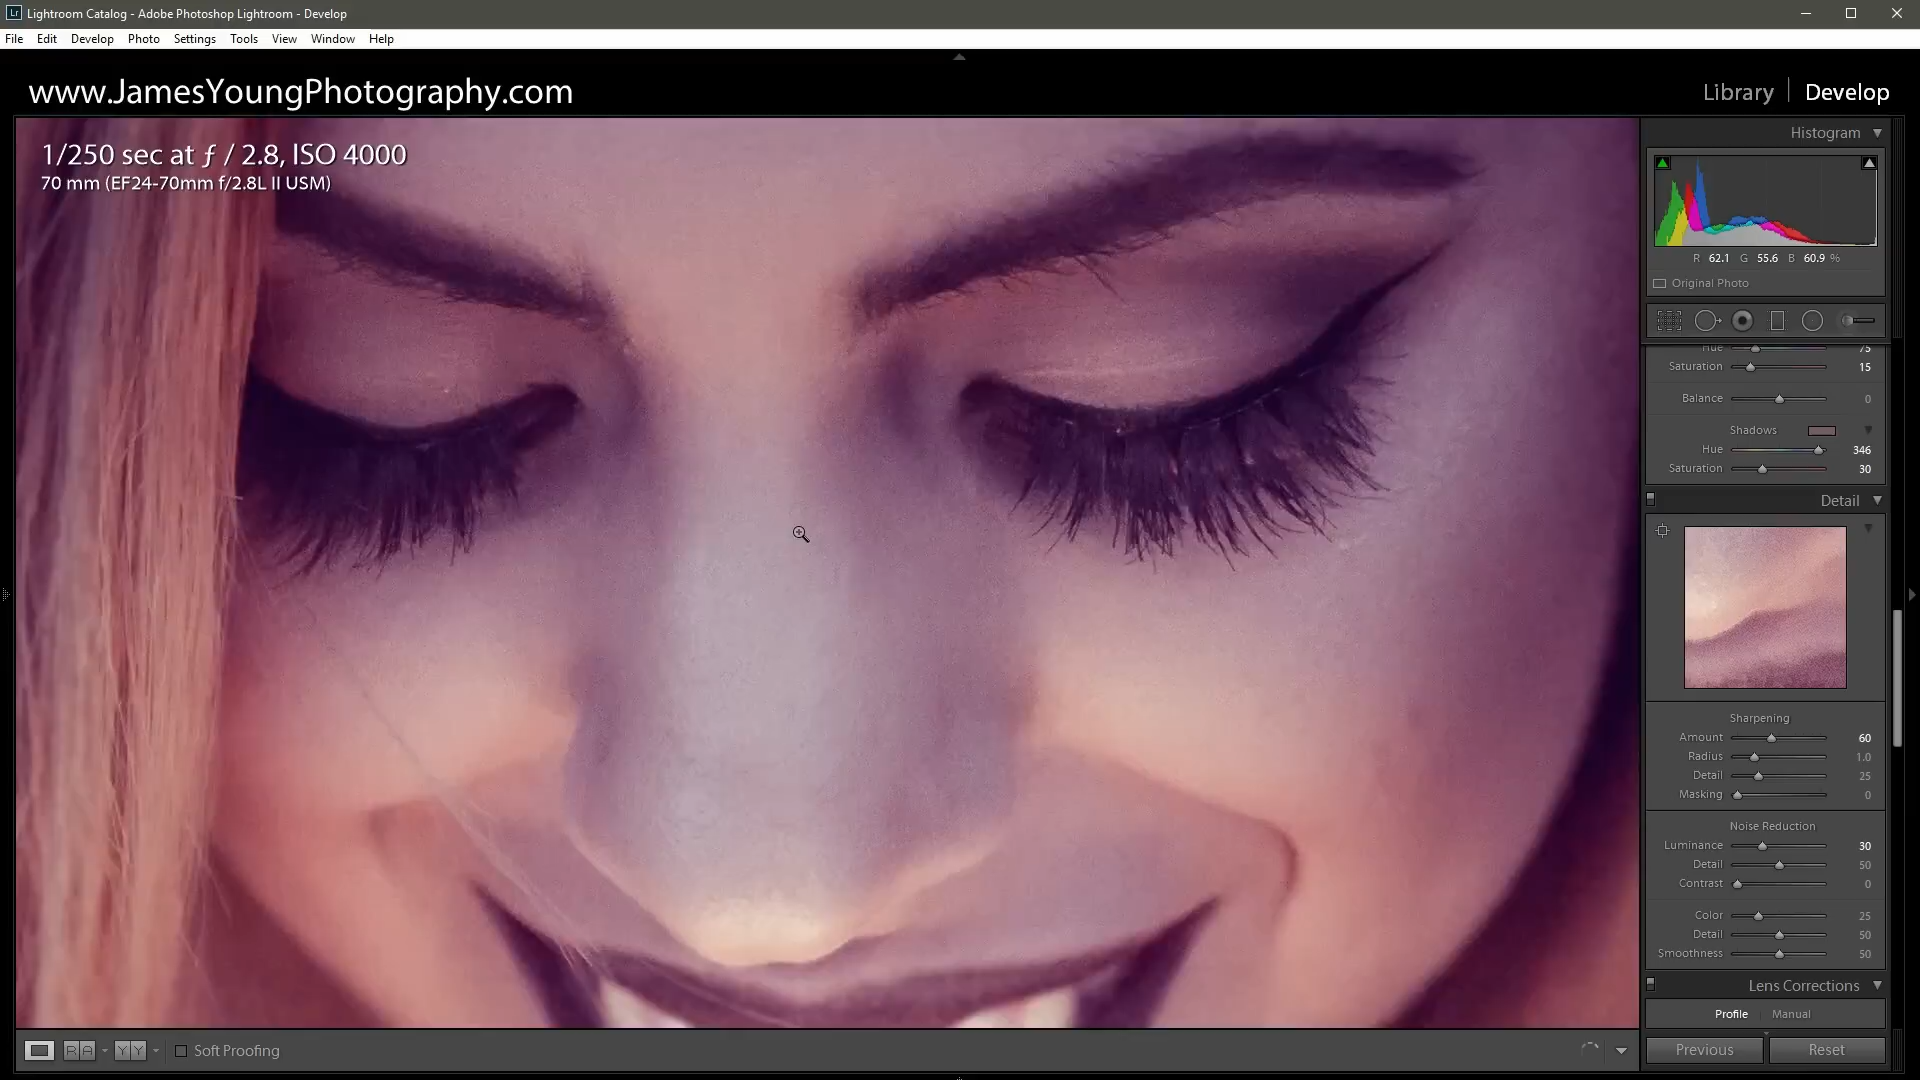 Lightroom Catalog - Adobe Photoshop Lightroom - Develop
File Edit Develop Photo Settings Tools View Window Help
www.JamesYoungPhotography.com
Library | Develop
1/250 sec at ƒ / 2.8, ISO 4000
70 mm (EF24-70mm f/2.8L II USM)
Histogram
R 62.1 G 55.6 B 60.9 %
Original Photo
Hue 75
Saturation 15
Balance 0
Shadows
Hue 346
Saturation 30
Detail
Sharpening
Amount 60
Radius 1.0
Detail 25
Masking 0
Noise Reduction
Luminance 30
Detail 50
Contrast 0
Color 25
Detail 50
Smoothness 50
Lens Corrections
Profile Manual
Previous Reset
R A Y Y Soft Proofing